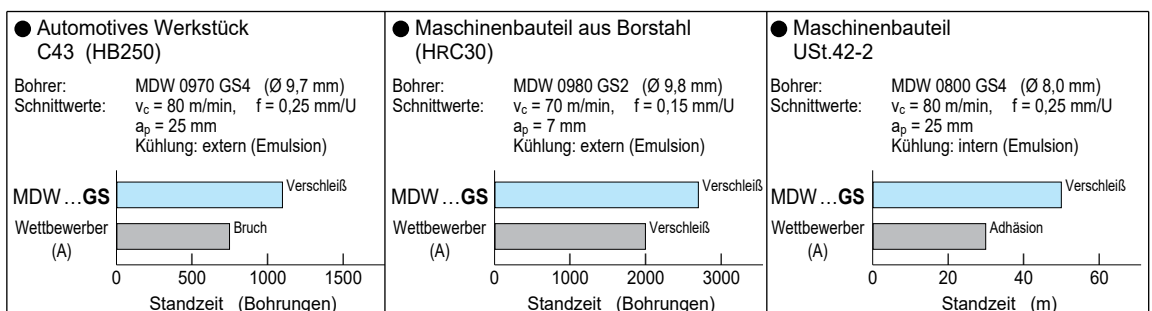 ● Automotives Werkstück
C43 (HB250)
Bohrer: MDW 0970 GS4 (Ø 9,7 mm)
Schnittwerte: vc = 80 m/min, f = 0,25 mm/U
ap = 25 mm
Kühlung: extern (Emulsion)
MDW...GS Verschleiß
Wettbewerber Bruch
(A)
0 500 1000 1500
Standzeit (Bohrungen)
● Maschinenbauteil aus Borstahl
(HRC30)
Bohrer: MDW 0980 GS2 (Ø 9,8 mm)
Schnittwerte: vc = 70 m/min, f = 0,15 mm/U
ap = 7 mm
Kühlung: extern (Emulsion)
MDW...GS Verschleiß
Wettbewerber Verschleiß
(A)
0 1000 2000 3000
Standzeit (Bohrungen)
● Maschinenbauteil
USt.42-2
Bohrer: MDW 0800 GS4 (Ø 8,0 mm)
Schnittwerte: vc = 80 m/min, f = 0,25 mm/U
ap = 25 mm
Kühlung: intern (Emulsion)
MDW...GS Verschleiß
Wettbewerber Adhäsion
(A)
0 20 40 60
Standzeit (m)